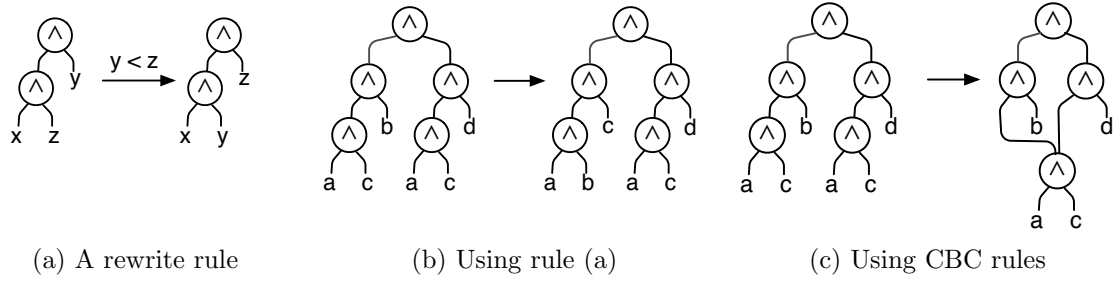 ∧ ∧ ∧ ∧ ∧ ∧
y y < z z ∧ ∧ ∧ ∧ ∧ ∧ ∧ ∧
∧ ∧ b d c d b d b d
x z x y ∧ ∧ ∧ ∧ ∧ ∧ ∧
a c a c a b a c a c a c
a c
(a) A rewrite rule (b) Using rule (a) (c) Using CBC rules